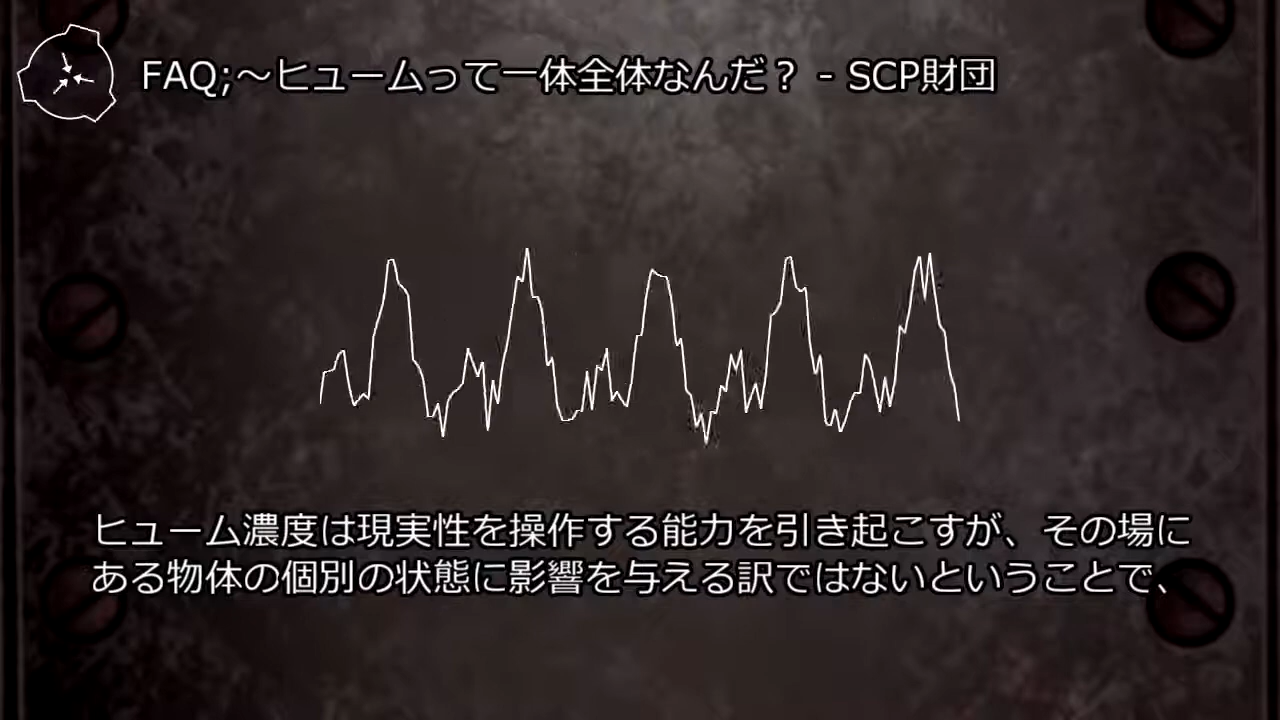 FAQ;～ヒュームって一体全体なんだ？ - SCP財団
ヒューム濃度は現実性を操作する能力を引き起こすが、その場に
ある物体の個別の状態に影響を与える訳ではないということで、